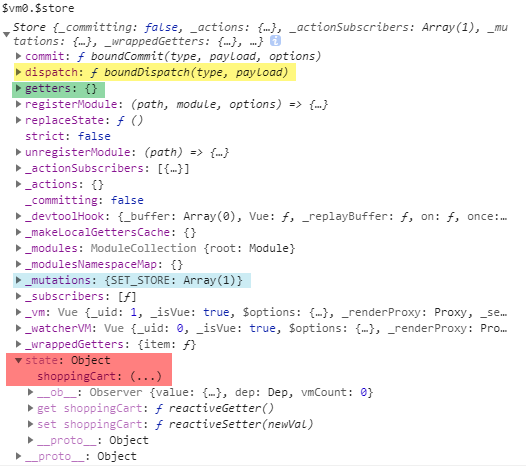 $vm0.$store
Store {_committing: false, _actions: {…}, _actionSubscribers: Array(1), _mu
tations: {…}, _wrappedGetters: {…}, …} i
commit: ƒ boundCommit(type, payload, options)
dispatch: ƒ boundDispatch(type, payload)
getters: {}
registerModule: (path, module, options) => {…}
replaceState: ƒ ()
strict: false
unregisterModule: (path) => {…}
_actionSubscribers: [{…}]
_actions: {}
_committing: false
_devtoolHook: {_buffer: Array(0), Vue: ƒ, _replayBuffer: ƒ, on: ƒ, once:…
_makeLocalGettersCache: {}
_modules: ModuleCollection {root: Module}
_modulesNamespaceMap: {}
_mutations: {SET_STORE: Array(1)}
_subscribers: [ƒ]
_vm: Vue {_uid: 1, _isVue: true, $options: {…}, _renderProxy: Proxy, _se…
_watcherVM: Vue {_uid: 0, _isVue: true, $options: {…}, _renderProxy: Pro…
_wrappedGetters: {item: ƒ}
state: Object
shoppingCart: (...)
__ob__: Observer {value: {…}, dep: Dep, vmCount: 0}
get shoppingCart: ƒ reactiveGetter()
set shoppingCart: ƒ reactiveSetter(newVal)
__proto__: Object
__proto__: Object